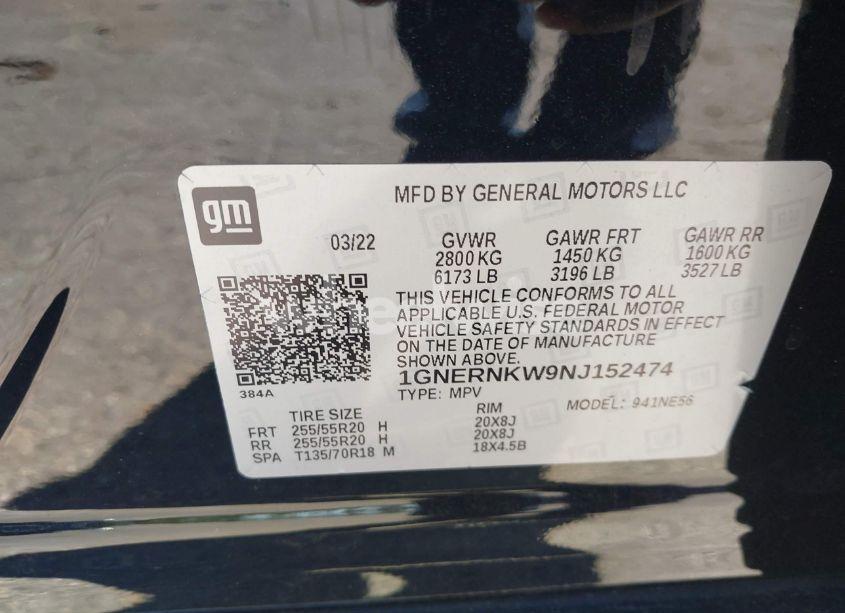 gm
MFD BY GENERAL MOTORS LLC
03/22
GVWR GAWR FRT GAWR RR
2800 KG 1450 KG 1600 KG
6173 LB 3196 LB 3527 LB
THIS VEHICLE CONFORMS TO ALL
APPLICABLE U.S. FEDERAL MOTOR
VEHICLE SAFETY STANDARDS IN EFFECT
ON THE DATE OF MANUFACTURE
SHOWN ABOVE.
1GNERNKW9NJ152474
384A
TYPE: MPV MODEL: 941NE56
TIRE SIZE RIM
FRT 255/55R20 H 20X8J
RR 255/55R20 H 20X8J
SPA T135/70R18 M 18X4.5B